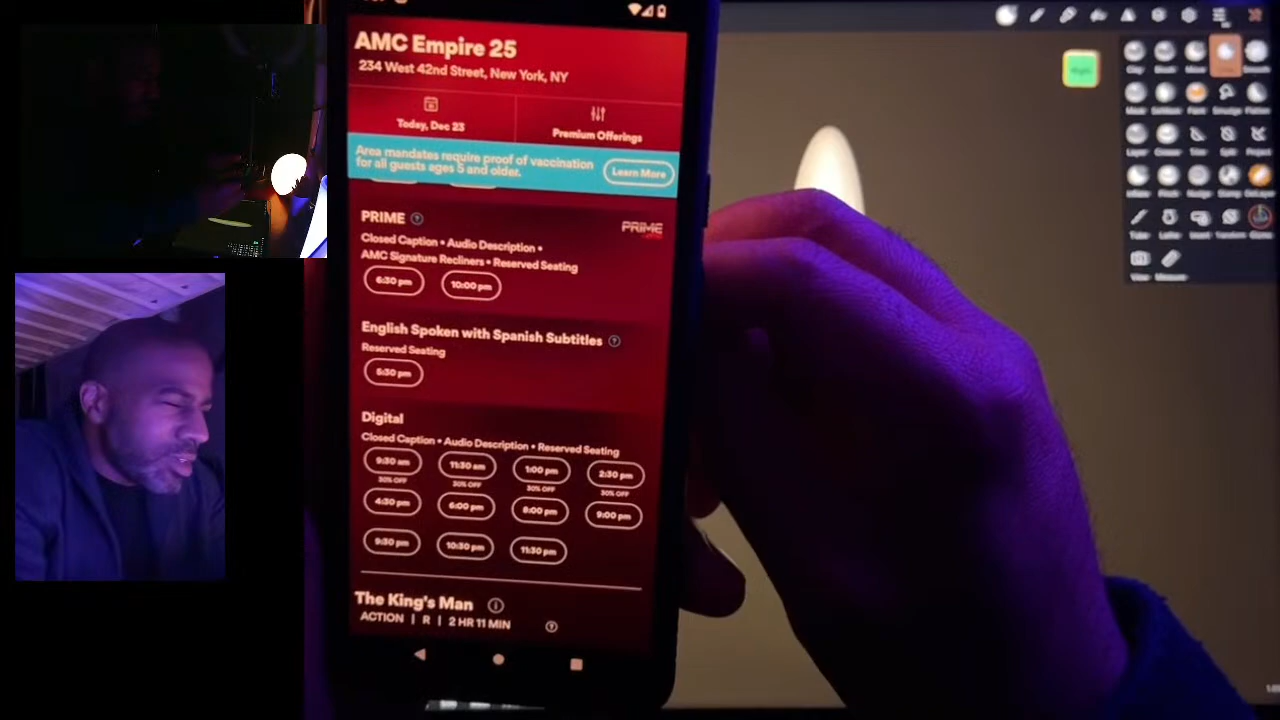 AMC Empire 25
234 West 42nd Street, New York, NY
Today, Dec 23
Premium Offerings
Area mandates require proof of vaccination
for all guests ages 5 and older.
Learn More
PRIME
PRIME
Closed Caption • Audio Description •
AMC Signature Recliners • Reserved Seating
6:30 pm 10:00 pm
English Spoken with Spanish Subtitles
Reserved Seating
5:30 pm
Digital
Closed Caption • Audio Description • Reserved Seating
9:30 am 11:30 am 1:00 pm 2:30 pm
30% OFF 30% OFF 30% OFF 30% OFF
4:30 pm 6:00 pm 8:00 pm 9:00 pm
9:30 pm 10:30 pm 11:30 pm
The King's Man
ACTION | R | 2 HR 11 MIN